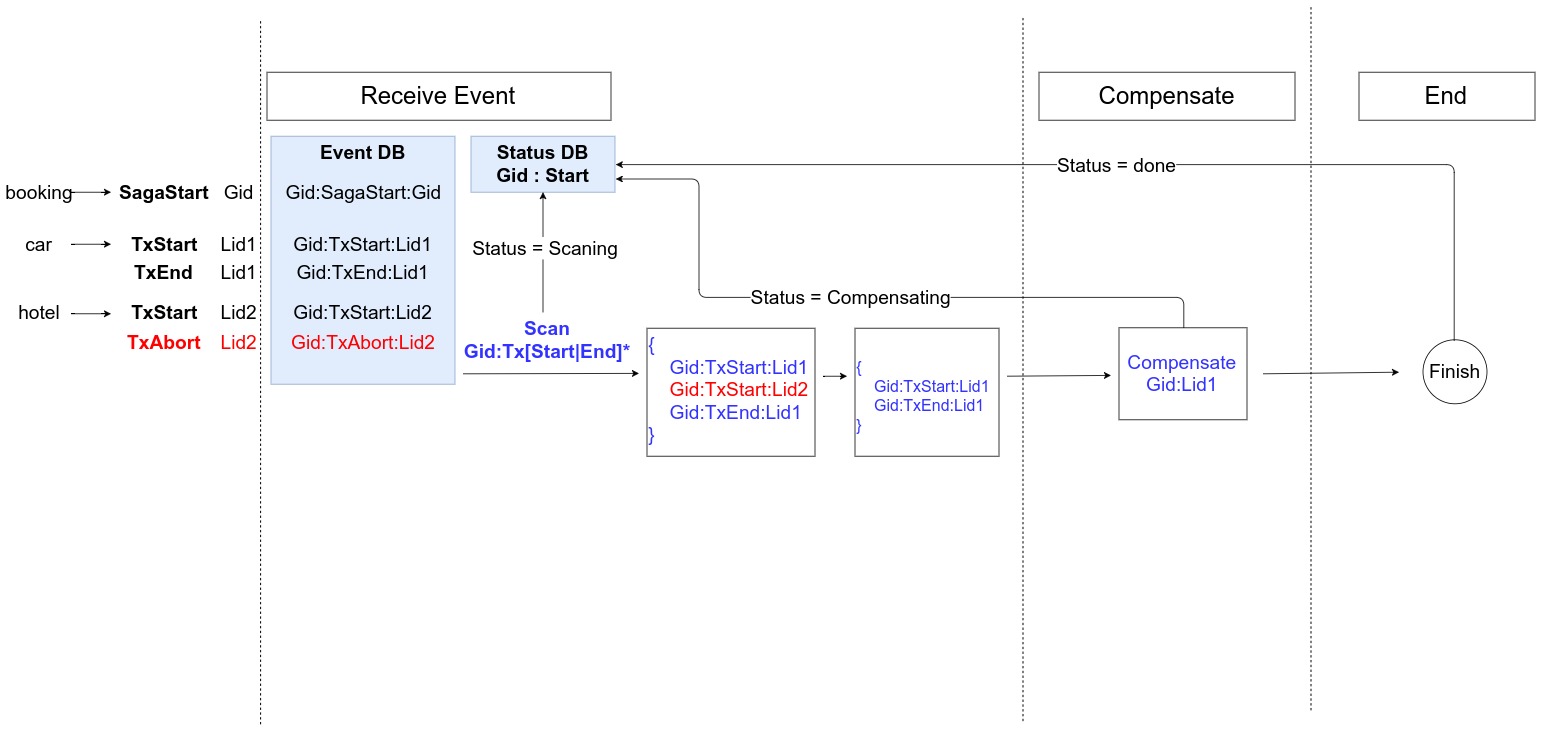 Receive Event
Compensate
End
Event DB
Status DB
Gid : Start
Status = done
booking
SagaStart
Gid
Gid:SagaStart:Gid
car
TxStart
Lid1
Gid:TxStart:Lid1
Status = Scaning
TxEnd
Lid1
Gid:TxEnd:Lid1
Status = Compensating
hotel
TxStart
Lid2
Gid:TxStart:Lid2
TxAbort
Lid2
Gid:TxAbort:Lid2
Scan
Gid:Tx[Start|End]*
{
Gid:TxStart:Lid1
Gid:TxStart:Lid2
Gid:TxEnd:Lid1
}
{
Gid:TxStart:Lid1
Gid:TxEnd:Lid1
}
Compensate
Gid:Lid1
Finish